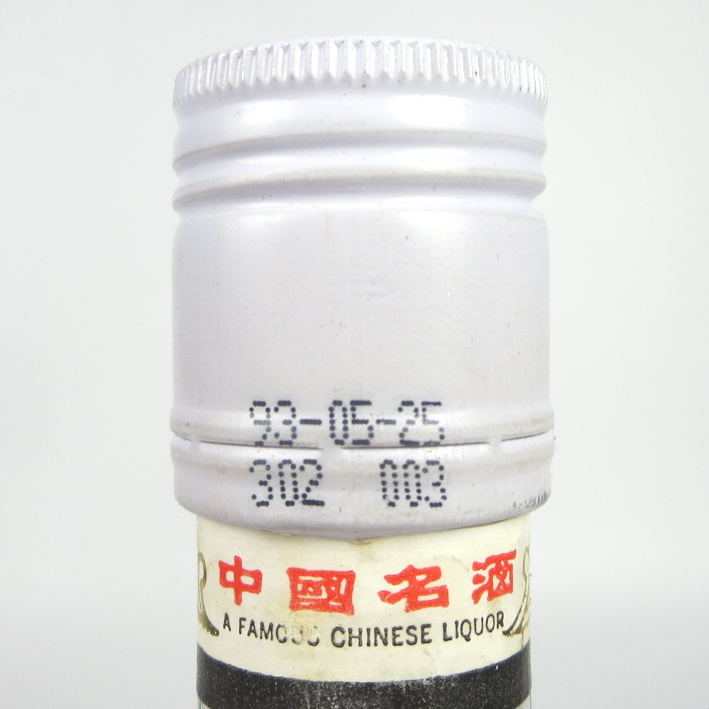 93-05-25
302 003
中國名酒
A FAMOUS CHINESE LIQUOR